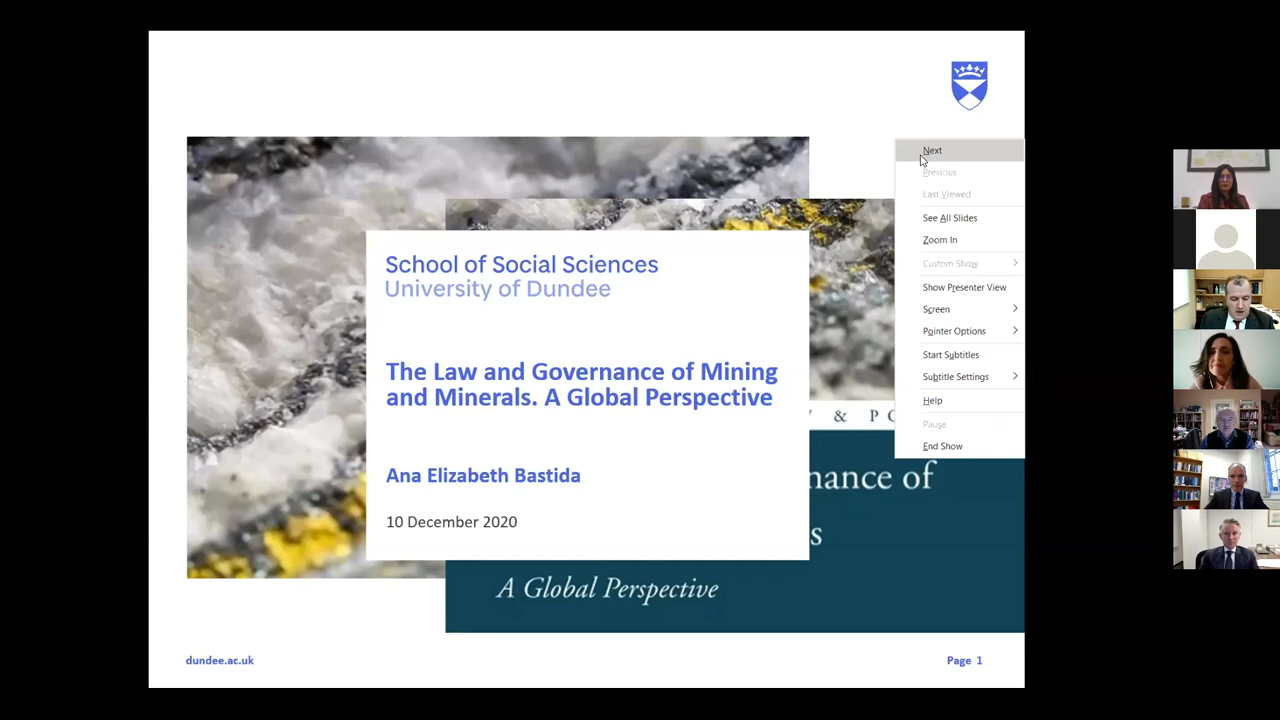 School of Social Sciences
University of Dundee
The Law and Governance of Mining
and Minerals. A Global Perspective
Ana Elizabeth Bastida
10 December 2020
Next
Previous
Last Viewed
See All Slides
Zoom In
Custom Show
Show Presenter View
Screen
Pointer Options
Start Subtitles
Subtitle Settings
Help
Pause
End Show
& PO
nance of
s
A Global Perspective
dundee.ac.uk
Page 1